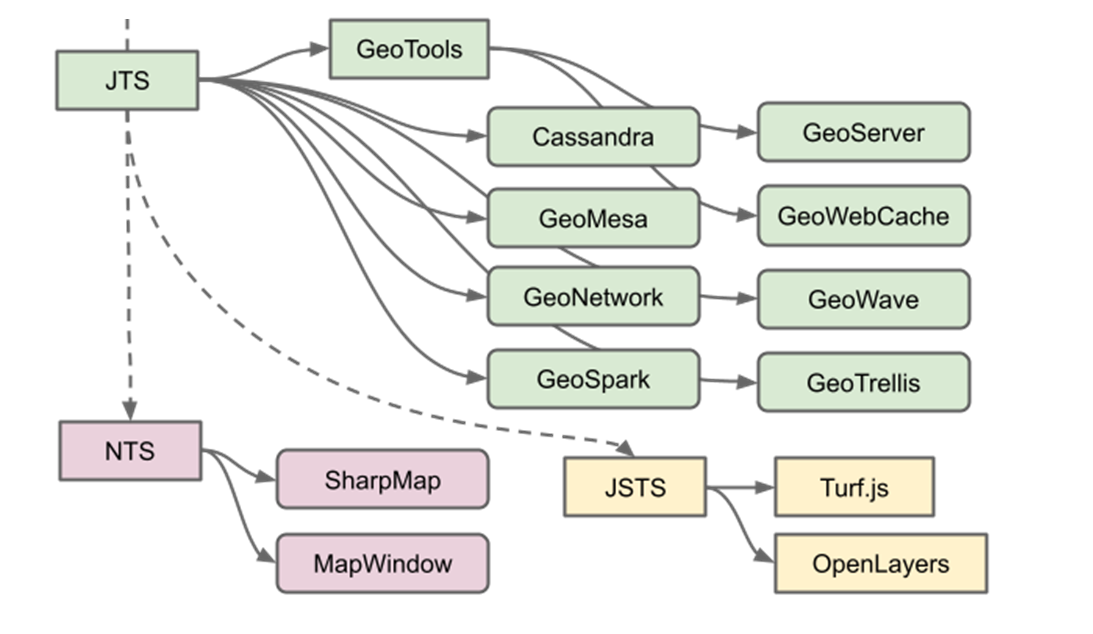 GeoTools
JTS
Cassandra
GeoServer
GeoMesa
GeoWebCache
GeoNetwork
GeoWave
GeoSpark
GeoTrellis
NTS
SharpMap
JSTS
Turf.js
MapWindow
OpenLayers